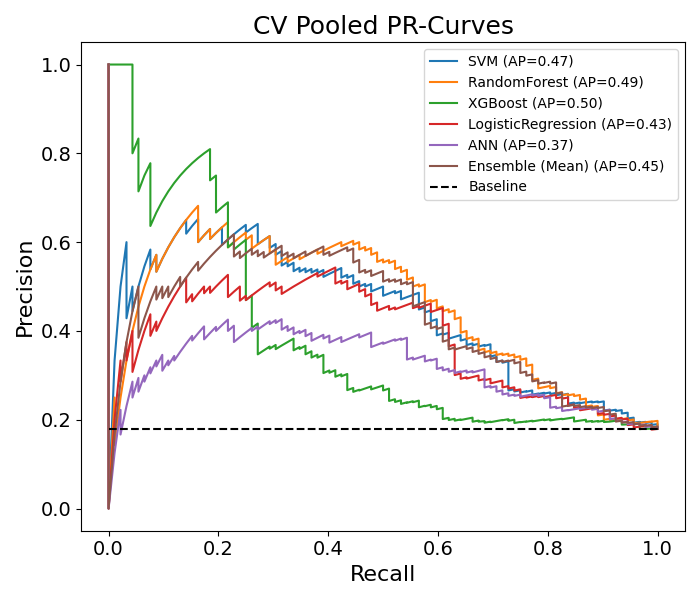 CV Pooled PR-Curves
SVM (AP=0.47)
RandomForest (AP=0.49)
XGBoost (AP=0.50)
LogisticRegression (AP=0.43)
ANN (AP=0.37)
Ensemble (Mean) (AP=0.45)
Baseline
Precision
1.0
0.8
0.6
0.4
0.2
0.0
0.0 0.2 0.4 0.6 0.8 1.0
Recall